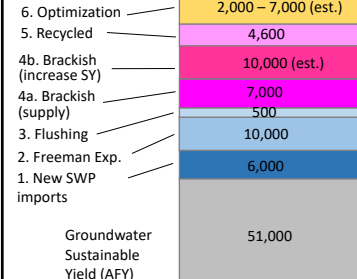 6. Optimization
2,000 – 7,000 (est.)
5. Recycled
4,600
4b. Brackish
(increase SY)
10,000 (est.)
4a. Brackish
(supply)
7,000
500
3. Flushing
10,000
2. Freeman Exp.
1. New SWP
imports
6,000
Groundwater
Sustainable
Yield (AFY)
51,000